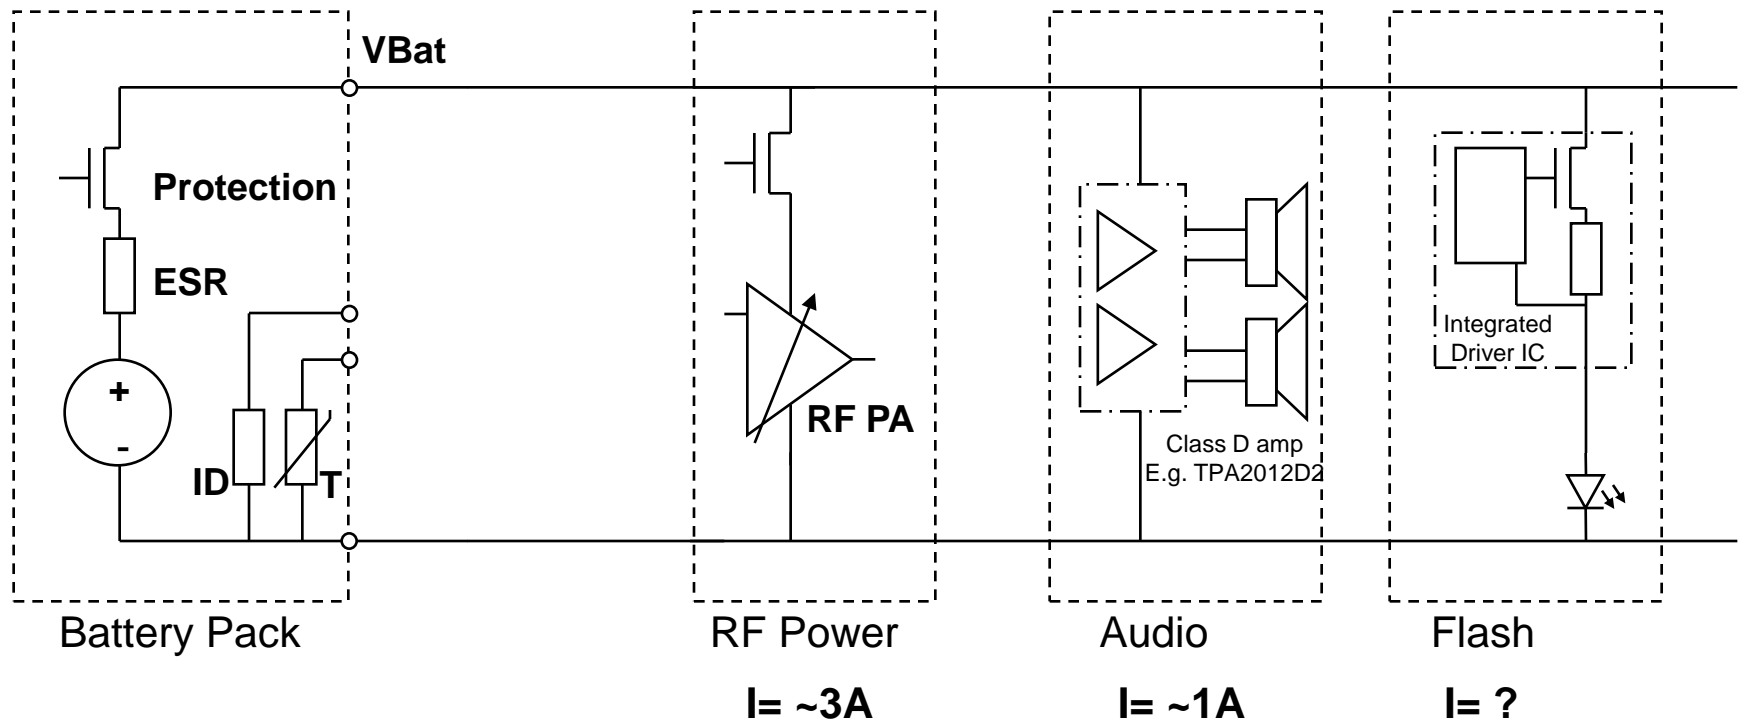 VBat
Protection
ESR
+
-
ID
T
RF PA
Class D amp
E.g. TPA2012D2
Integrated
Driver IC
Battery Pack
RF Power
Audio
Flash
I= ~3A
I= ~1A
I= ?